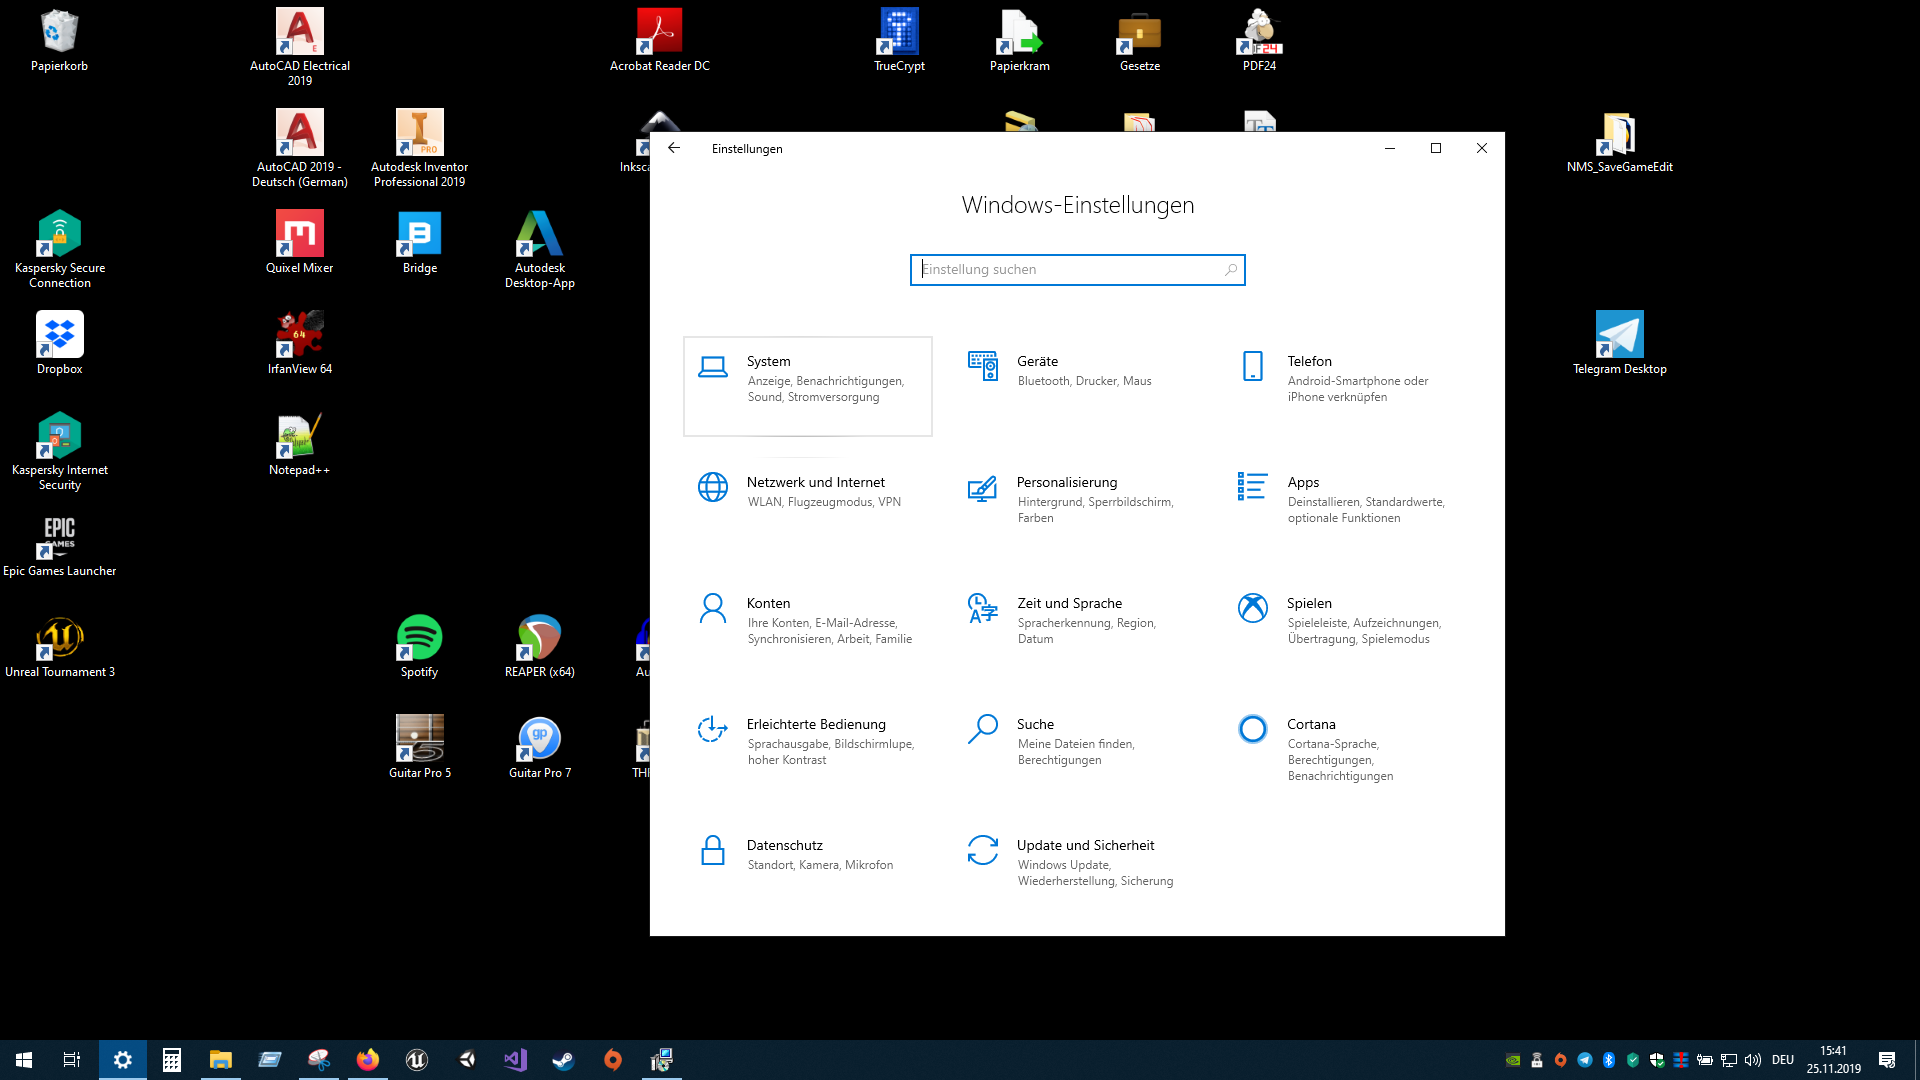 Papierkorb
AutoCAD Electrical
2019
Acrobat Reader DC
TrueCrypt
Papierkram
Gesetze
PDF24
AutoCAD 2019 -
Deutsch (German)
Autodesk Inventor
Professional 2019
Inksca
NMS_SaveGameEdit
Kaspersky Secure
Connection
Quixel Mixer
Bridge
Autodesk
Desktop-App
Dropbox
IrfanView 64
Telegram Desktop
Kaspersky Internet
Security
Notepad++
EPIC
GAMES
Epic Games Launcher
Unreal Tournament 3
Spotify
REAPER (x64)
Au
Guitar Pro 5
Guitar Pro 7
TH
Einstellungen
Windows-Einstellungen
Einstellung suchen
System
Anzeige, Benachrichtigungen,
Sound, Stromversorgung
Geräte
Bluetooth, Drucker, Maus
Telefon
Android-Smartphone oder
iPhone verknüpfen
Netzwerk und Internet
WLAN, Flugzeugmodus, VPN
Personalisierung
Hintergrund, Sperrbildschirm,
Farben
Apps
Deinstallieren, Standardwerte,
optionale Funktionen
Konten
Ihre Konten, E-Mail-Adresse,
Synchronisieren, Arbeit, Familie
Zeit und Sprache
Spracherkennung, Region,
Datum
Spielen
Spieleleiste, Aufzeichnungen,
Übertragung, Spielemodus
Erleichterte Bedienung
Sprachausgabe, Bildschirmlupe,
hoher Kontrast
Suche
Meine Dateien finden,
Berechtigungen
Cortana
Cortana-Sprache,
Berechtigungen,
Benachrichtigungen
Datenschutz
Standort, Kamera, Mikrofon
Update und Sicherheit
Windows Update,
Wiederherstellung, Sicherung
DEU
15:41
25.11.2019